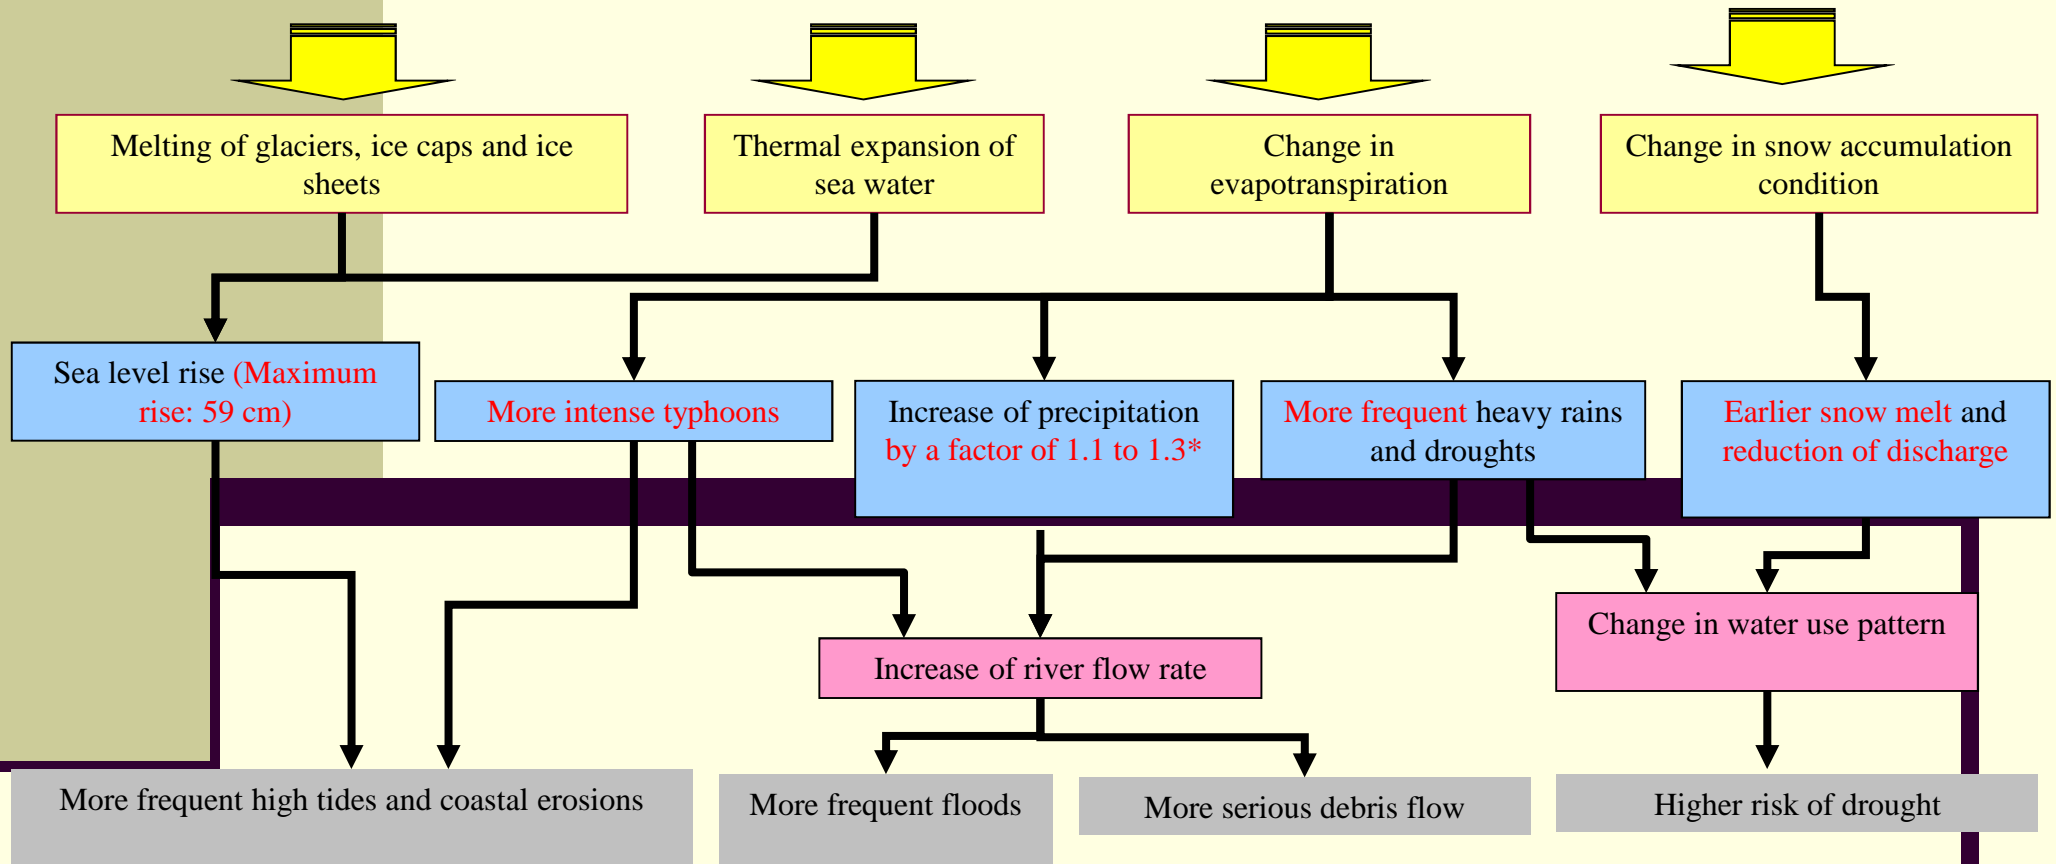 Melting of glaciers, ice caps and ice
sheets
Thermal expansion of
sea water
Change in
evapotranspiration
Change in snow accumulation
condition
Sea level rise (Maximum
rise: 59 cm)
More intense typhoons
Increase of precipitation
by a factor of 1.1 to 1.3*
More frequent heavy rains
and droughts
Earlier snow melt and
reduction of discharge
Increase of river flow rate
Change in water use pattern
More frequent high tides and coastal erosions
More frequent floods
More serious debris flow
Higher risk of drought